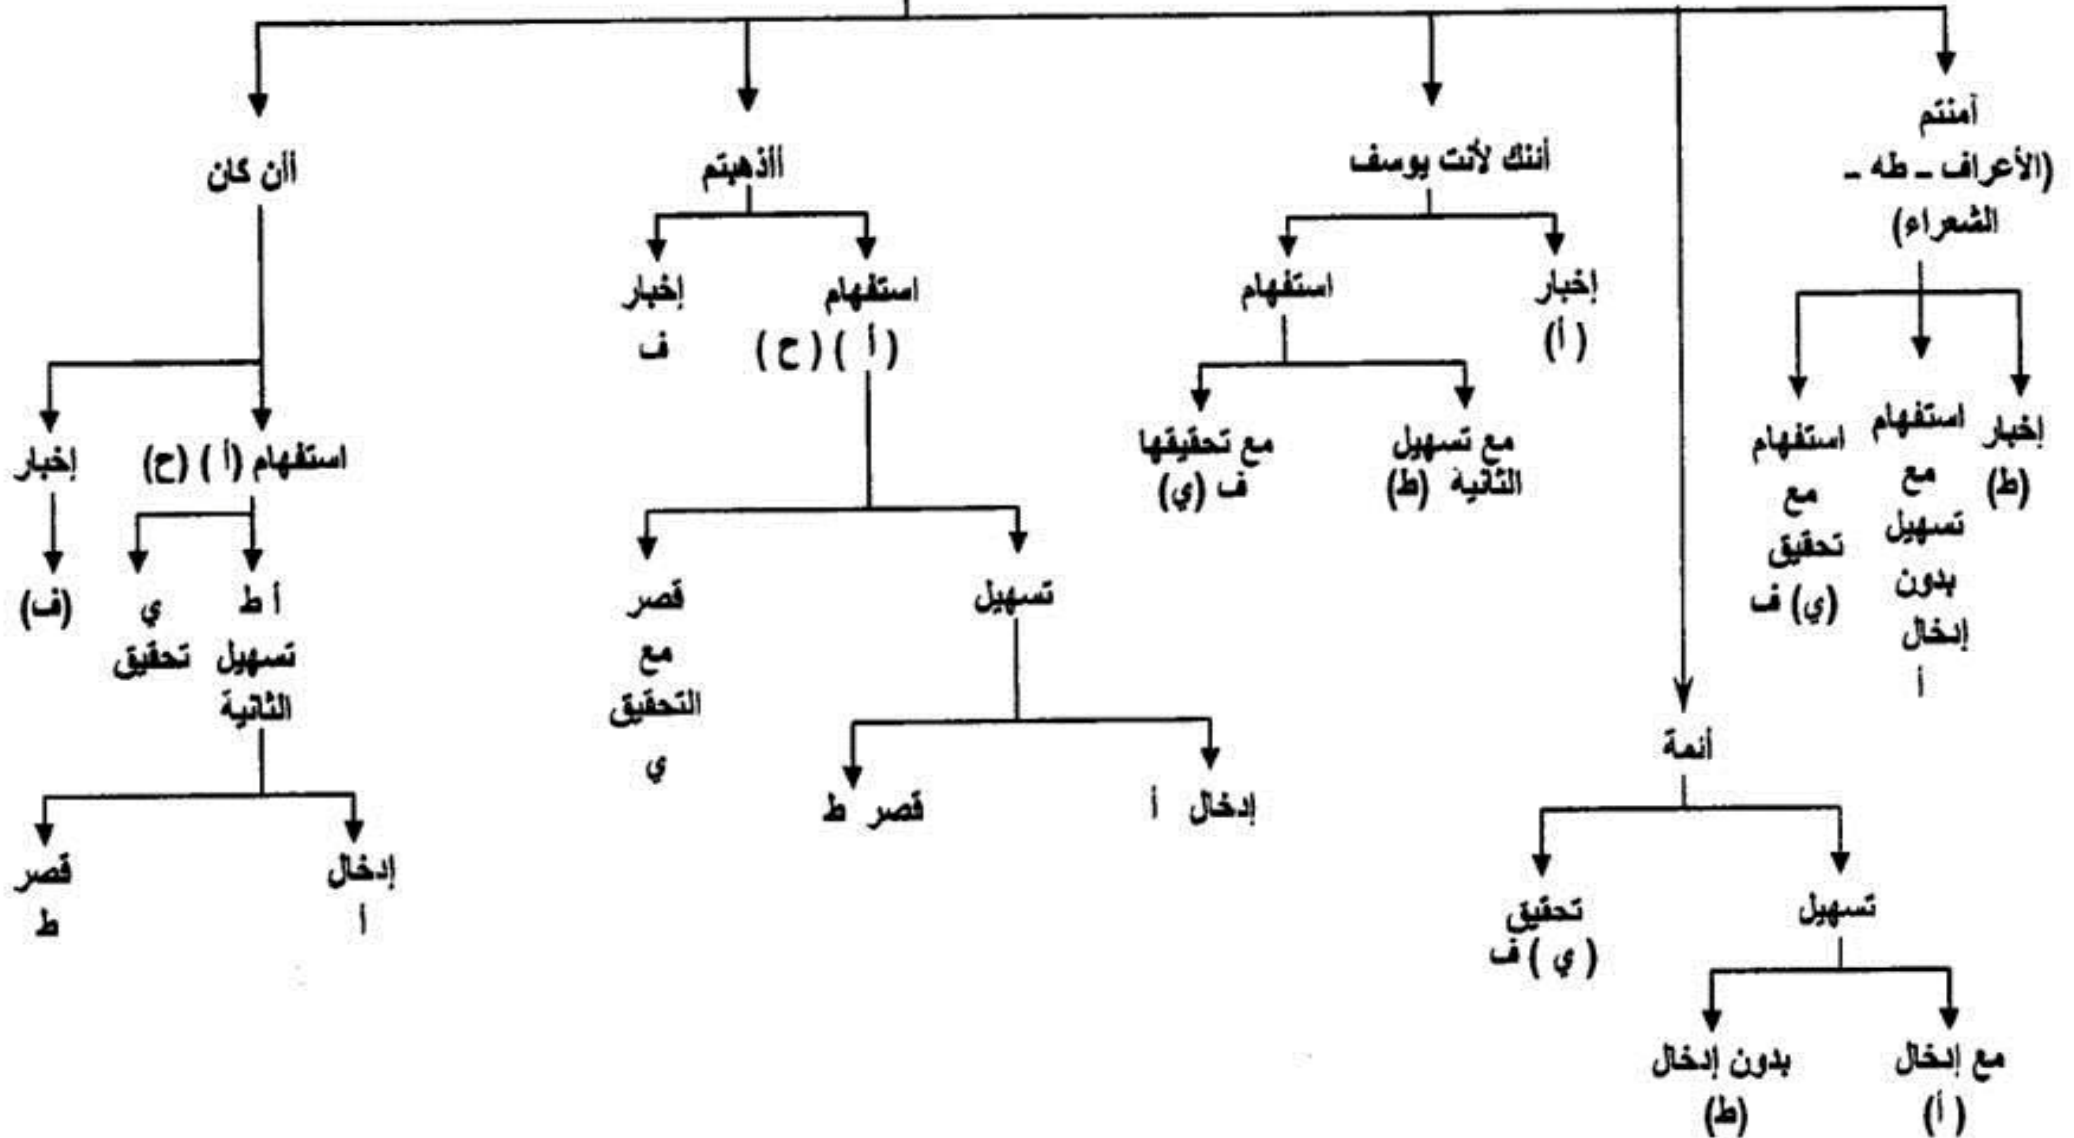 آمنتم
(الأعراف ـ طه ـ
الشعراء)
إخبار
(ط)
استفهام
مع
تسهيل
بدون
إدخال
أ
استفهام
مع
تحقيق
(ي) ف
أئمة
تسهيل
مع إدخال
( أ )
بدون إدخال
(ط)
تحقيق
( ي ) ف
أئنك لأنت يوسف
إخبار
( أ )
استفهام
مع تسهيل
الثانية (ط)
مع تحقيقها
ف (ي)
أأذهبتم
استفهام
( أ ) ( ح )
تسهيل
إدخال أ
قصر ط
قصر
مع
التحقيق
ي
إخبار
ف
أأن كان
استفهام ( أ ) (ح)
أ ط
تسهيل
الثانية
إدخال
أ
قصر
ط
ي
تحقيق
إخبار
(ف)